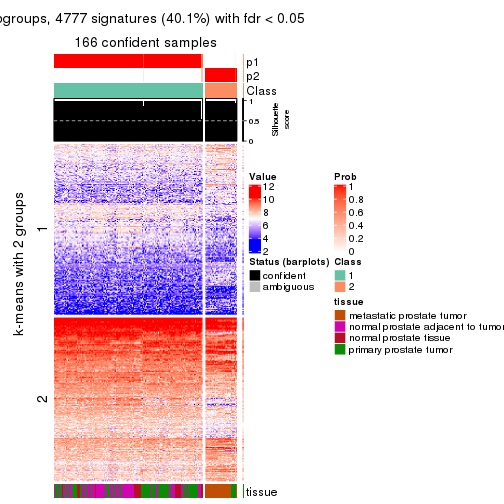 ogroups, 4777 signatures (40.1%) with fdr < 0.05
166 confident samples
p1
p2
Class
1
0.5
0
Silhouette
score
k-means with 2 groups
1
2
tissue
Value
12
10
8
6
4
2
Prob
1
0.8
0.6
0.4
0.2
0
Status (barplots)
confident
ambiguous
Class
1
2
tissue
metastatic prostate tumor
normal prostate adjacent to tumor
normal prostate tissue
primary prostate tumor